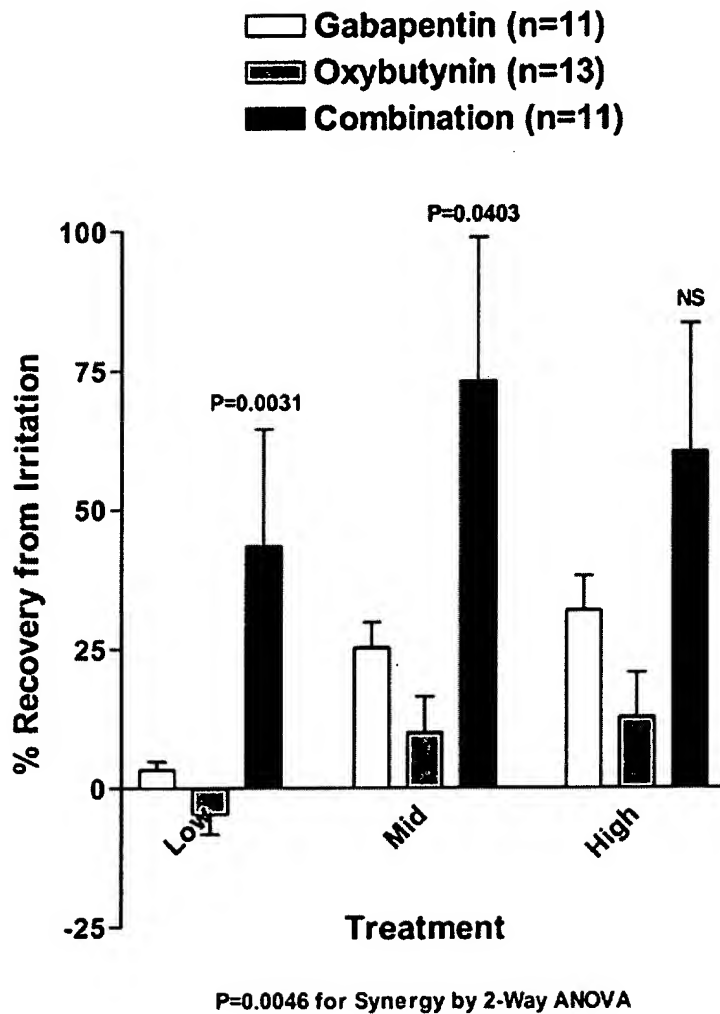 Gabapentin (n=11)
Oxybutynin (n=13)
Combination (n=11)
P=0.0403
100
NS
75
P=0.0031
% Recovery from Irritation
50
25
0
Low
Mid
High
-25
Treatment
P=0.0046 for Synergy by 2-Way ANOVA